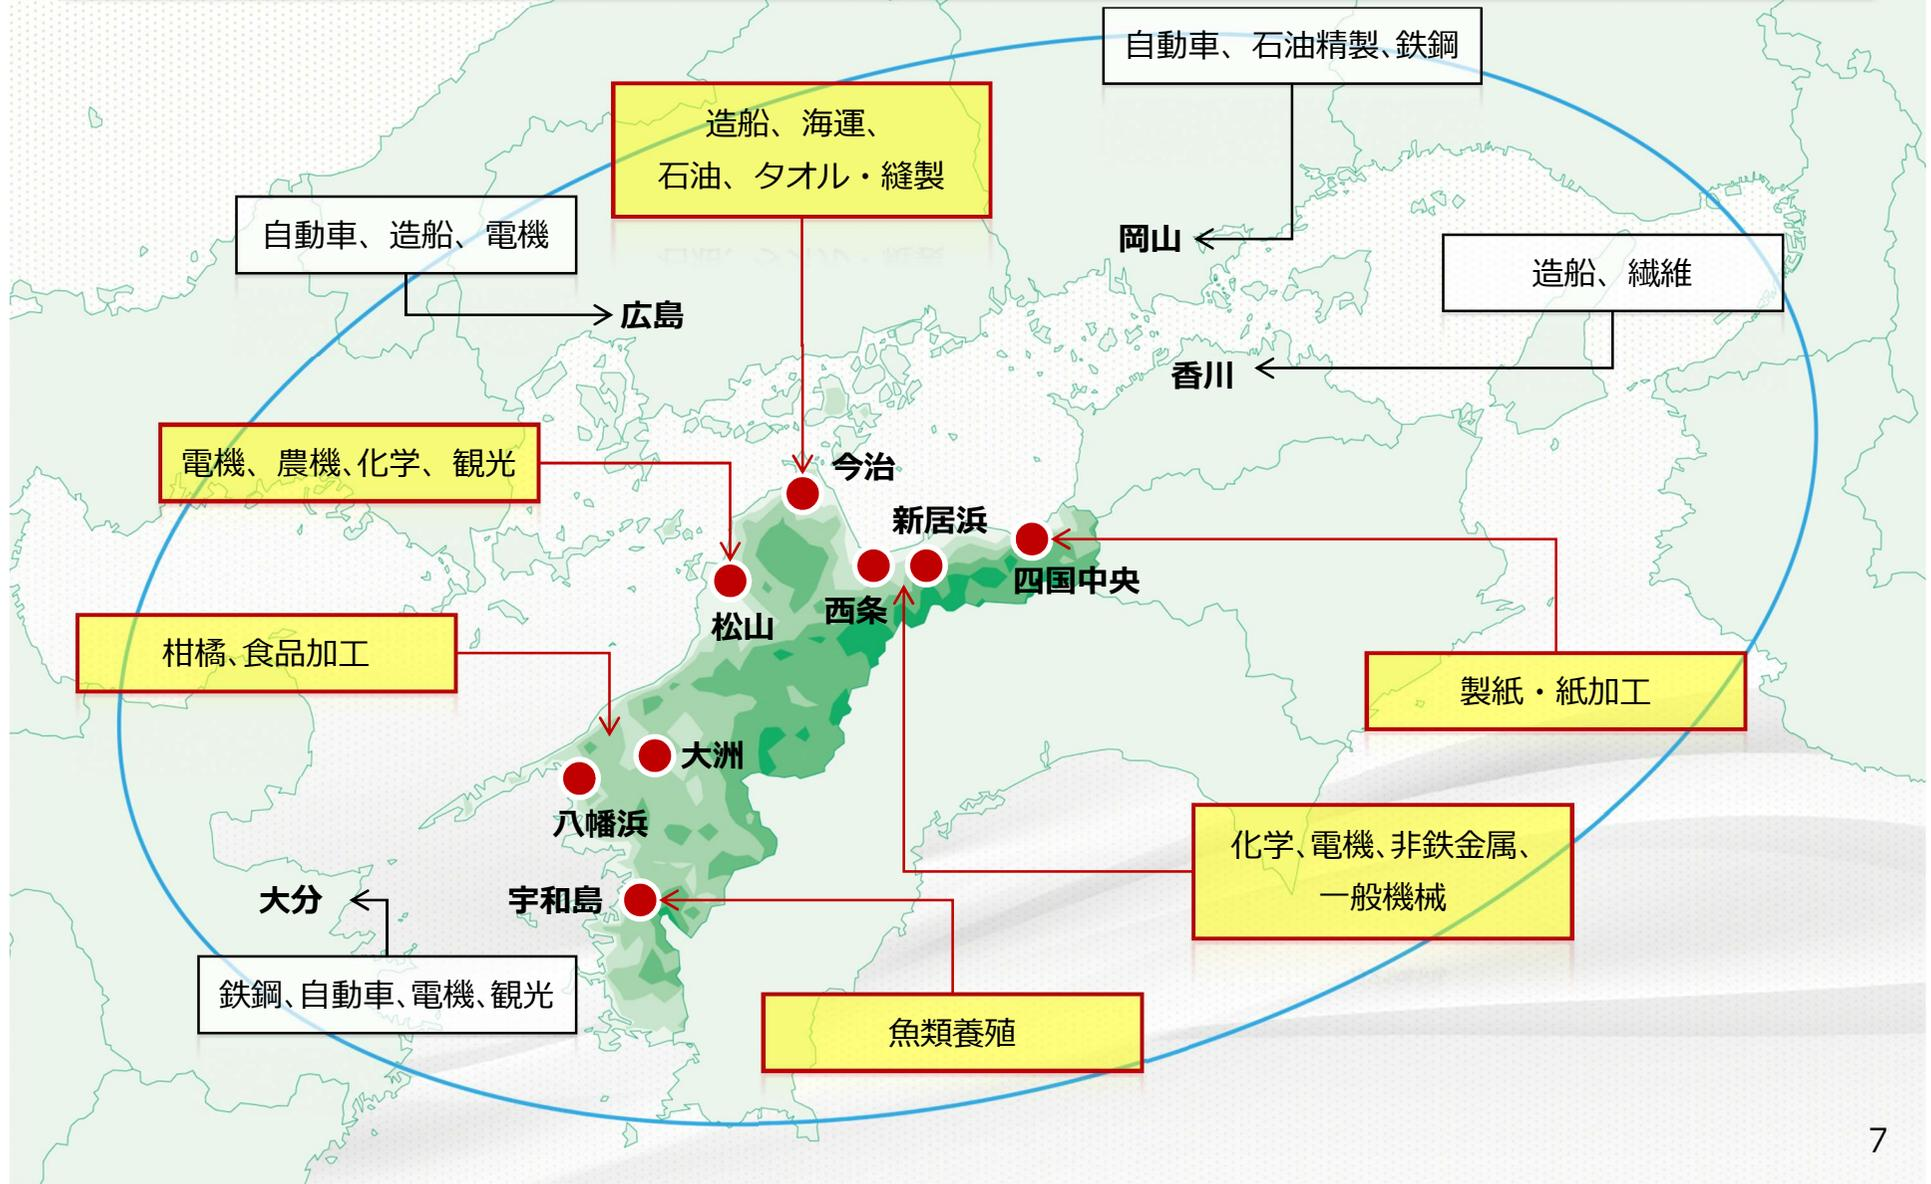 自動車、石油精製、鉄鋼
造船、海運、
石油、タオル・縫製
自動車、造船、電機
岡山
造船、繊維
広島
香川
電機、農機、化学、観光
今治
新居浜
四国中央
西条
松山
柑橘、食品加工
製紙・紙加工
大洲
八幡浜
化学、電機、非鉄金属、
一般機械
大分
宇和島
鉄鋼、自動車、電機、観光
魚類養殖
7